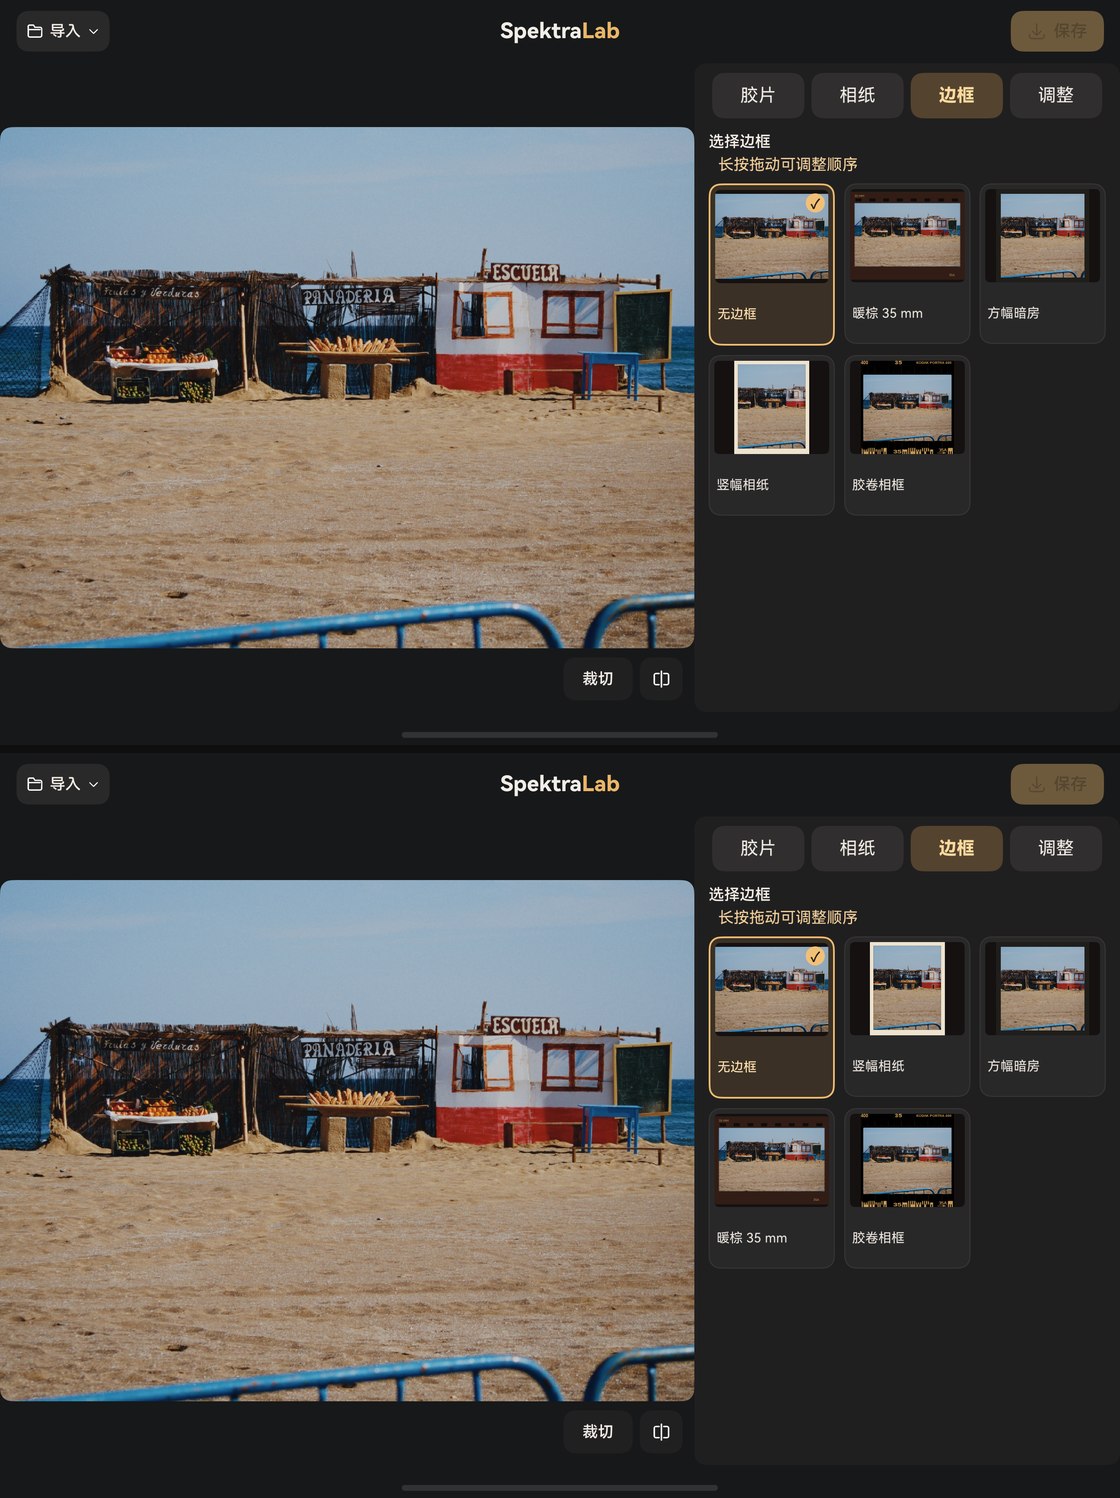 导入
SpektraLab
保存
胶片
相纸
边框
调整
选择边框
长按拖动可调整顺序
无边框
暖棕 35 mm
方幅暗房
竖幅相纸
胶卷相框
Frutas y Verduras
PANADERIA
ESCUELA
裁切
导入
SpektraLab
保存
胶片
相纸
边框
调整
选择边框
长按拖动可调整顺序
无边框
竖幅相纸
方幅暗房
暖棕 35 mm
胶卷相框
Frutas y Verduras
PANADERIA
ESCUELA
裁切